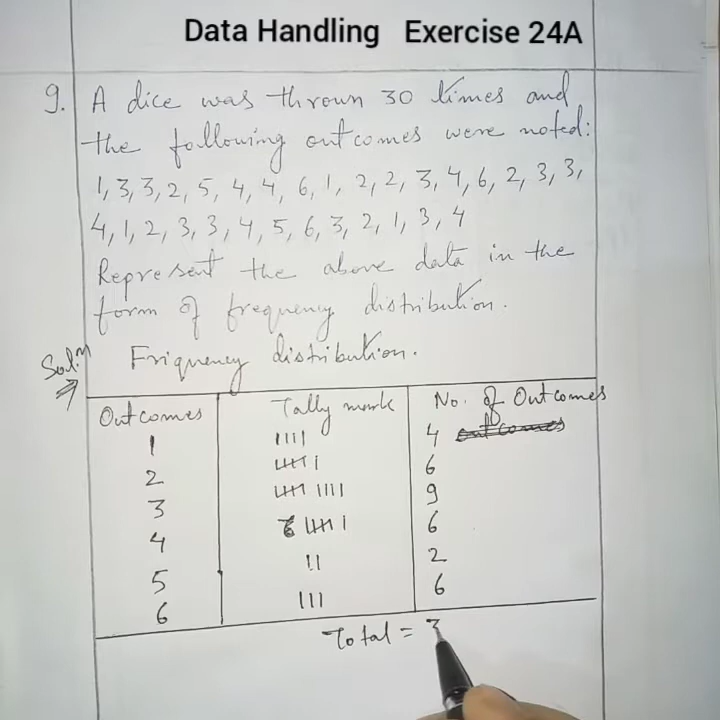 Data Handling Exercise 24A
9. A dice was thrown 30 times and
the following outcomes were noted:
1, 3, 3, 2, 5, 4, 4, 6, 1, 2, 2, 3, 4, 6, 2, 3, 3,
4, 1, 2, 3, 3, 4, 5, 6, 3, 2, 1, 3, 4
Represent the above data in the
form of frequency distribution.
Sol.n Friquency distribution.
Outcomes Tally mark No. of Outcomes
1 |||| 4 outcomes
2 𝍸 | 6
3 𝍸 |||| 9
4 𝍸 | 6
5 || 2
6 ||| 6
Total = 3